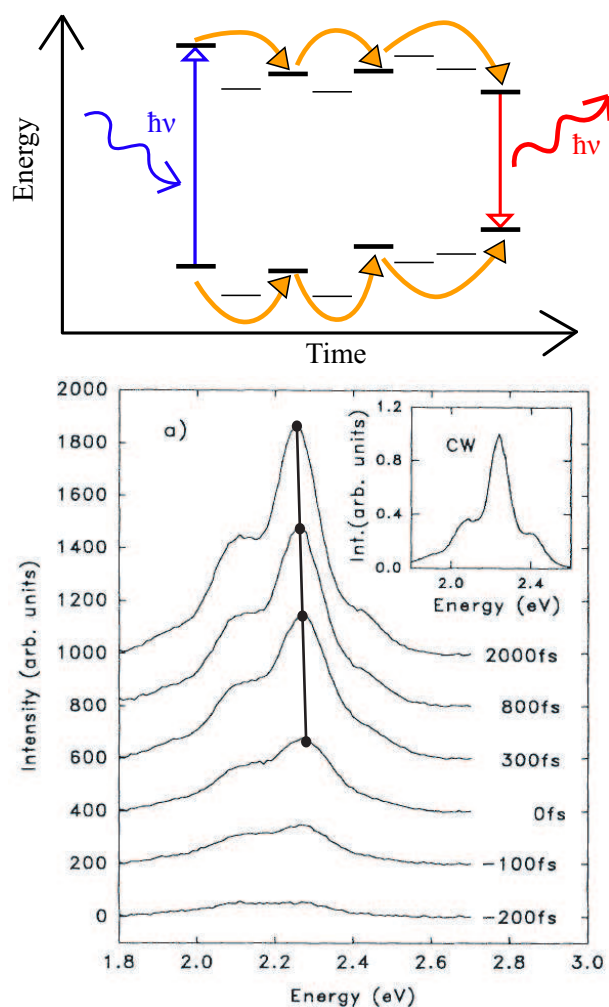 Energy
ħν
ħν
Time
a)
Intensity (arb. units)
2000
1800
1600
1400
1200
1000
800
600
400
200
0
2000fs
800fs
300fs
0fs
-100fs
-200fs
1.8 2.0 2.2 2.4 2.6 2.8 3.0
Energy (eV)
CW
Int.(arb. units)
1.2
0.8
0.4
0.0
2.0 2.4
Energy (eV)